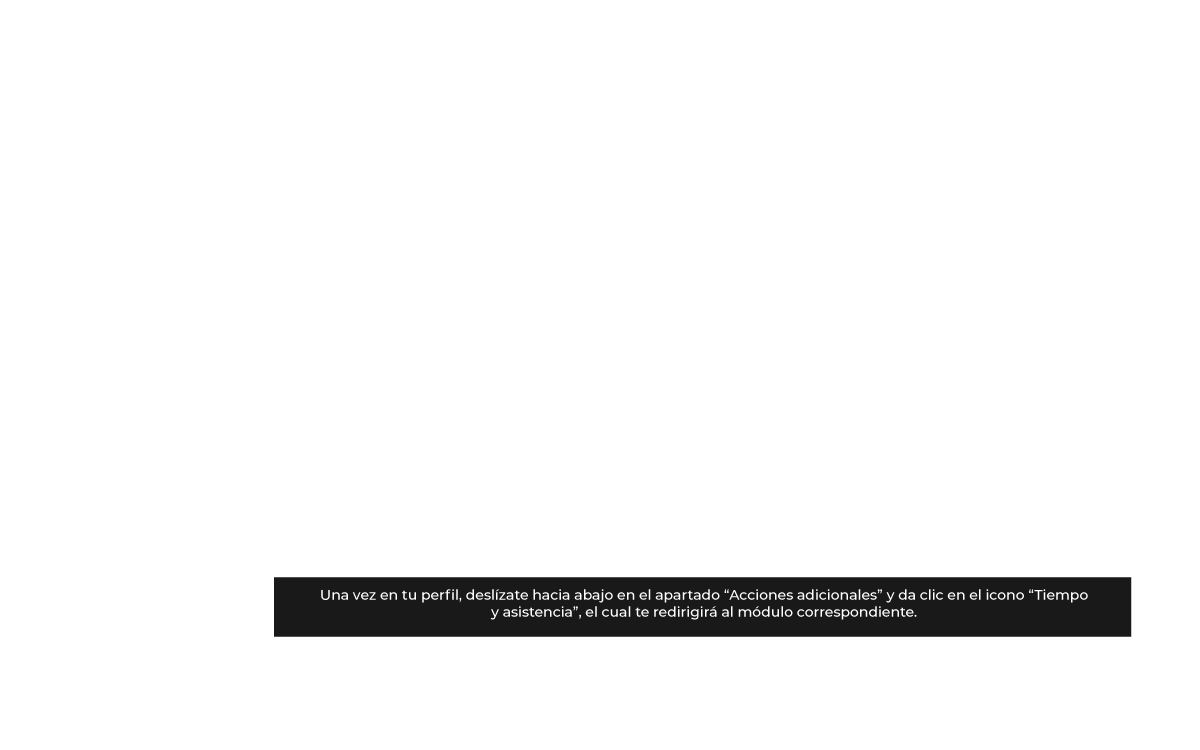 Una vez en tu perfil, deslízate hacia abajo en el apartado “Acciones adicionales” y da clic en el icono “Tiempo
y asistencia”, el cual te redirigirá al módulo correspondiente.